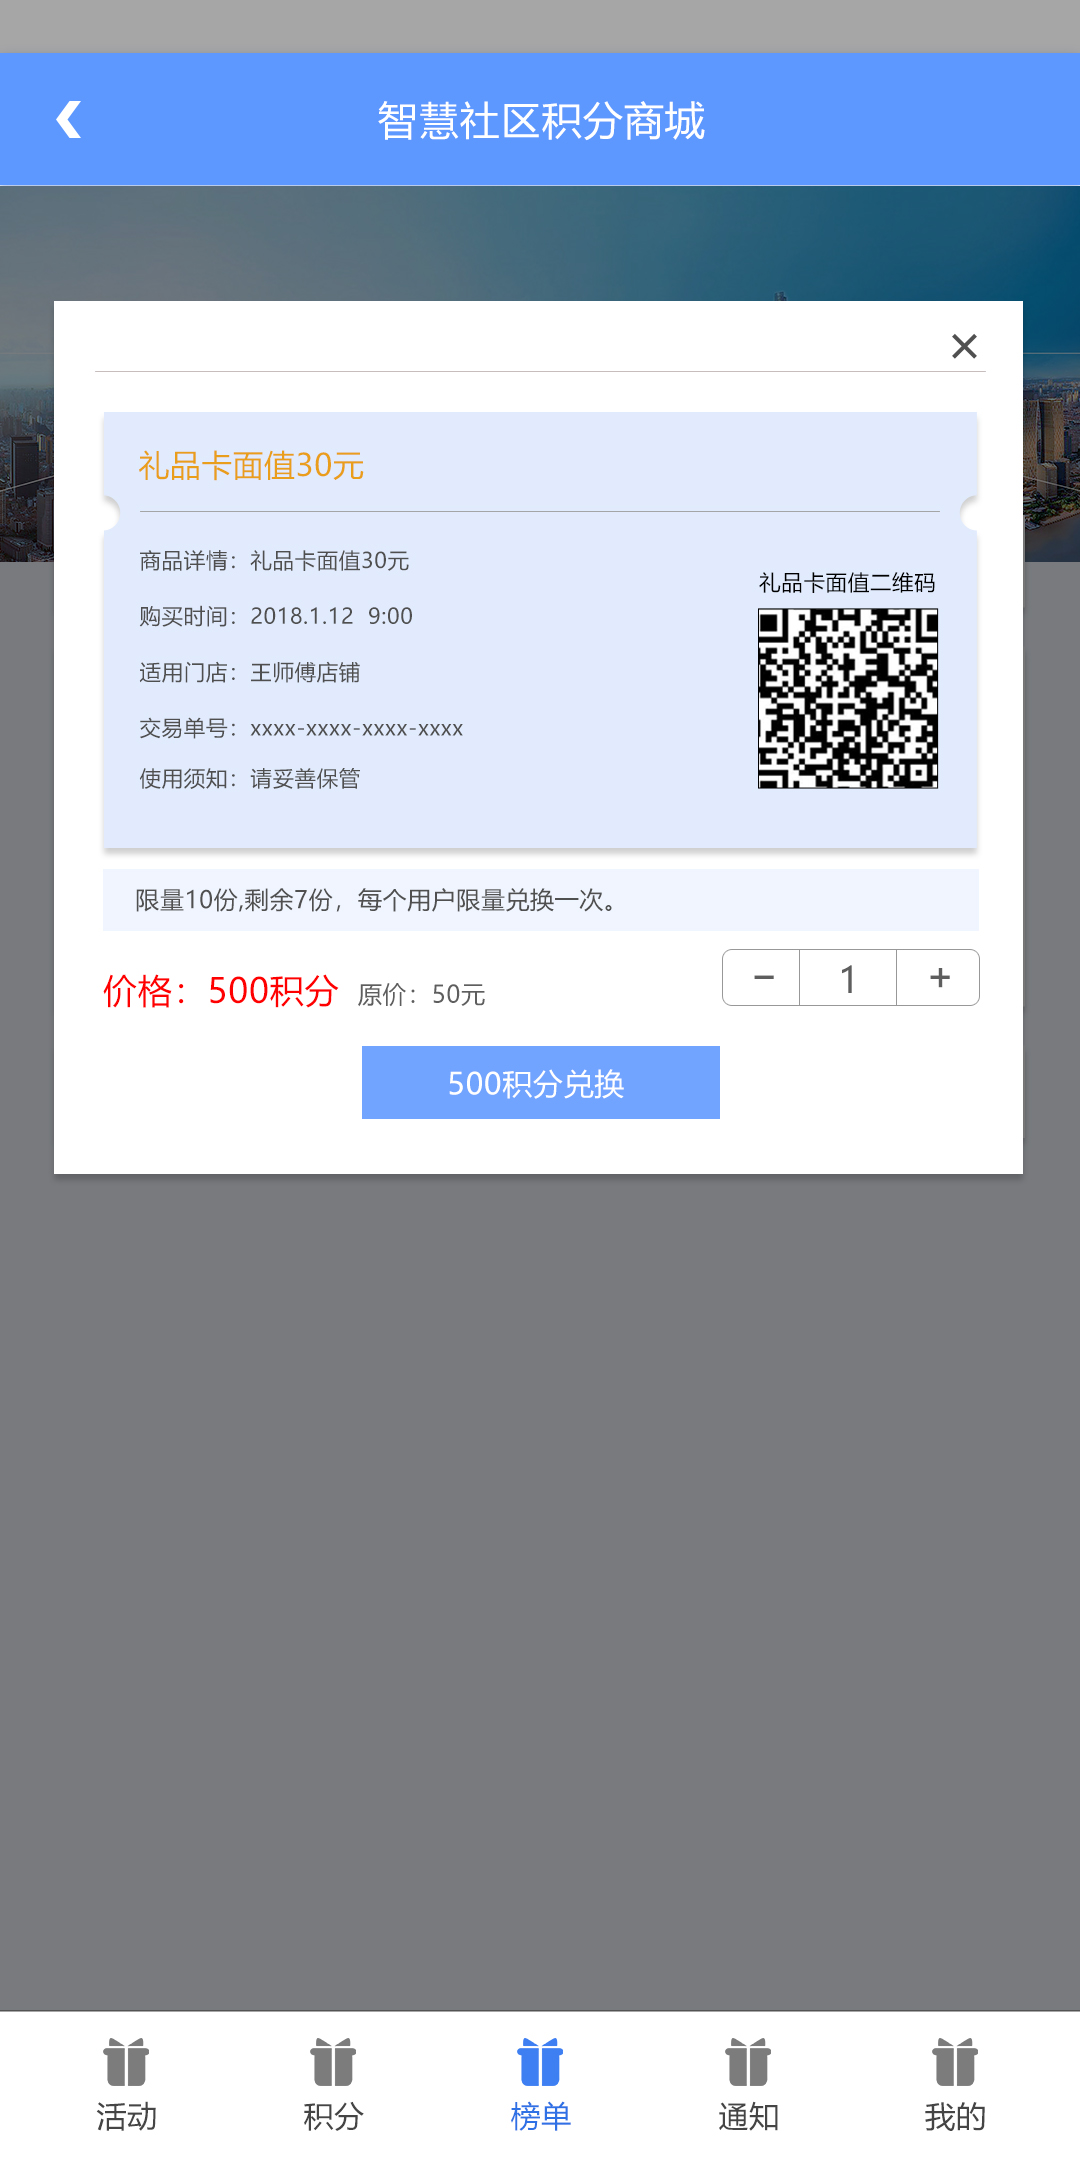 智慧社区积分商城
礼品卡面值30元
商品详情：礼品卡面值30元
礼品卡面值二维码
购买时间：2018.1.12  9:00
适用门店：王师傅店铺
交易单号：xxxx-xxxx-xxxx-xxxx
使用须知：请妥善保管
限量10份,剩余7份，每个用户限量兑换一次。
价格：500积分 原价：50元
− 1 +
500积分兑换
活动 积分 榜单 通知 我的